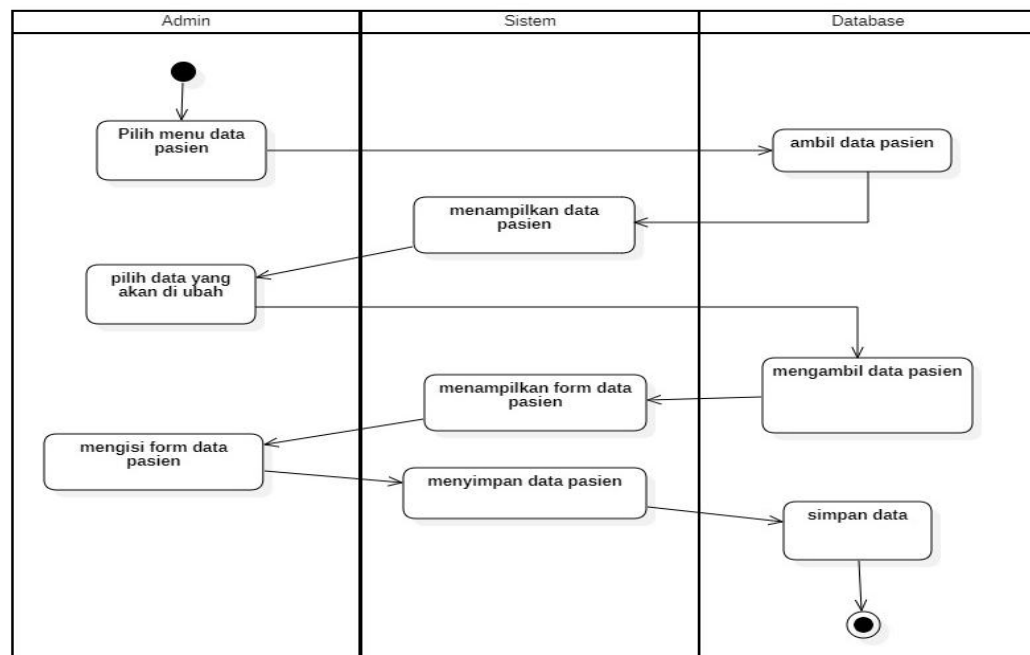 Admin
Sistem
Database
Pilih menu data
pasien
ambil data pasien
menampilkan data
pasien
pilih data yang
akan di ubah
mengambil data pasien
menampilkan form data
pasien
mengisi form data
pasien
menyimpan data pasien
simpan data